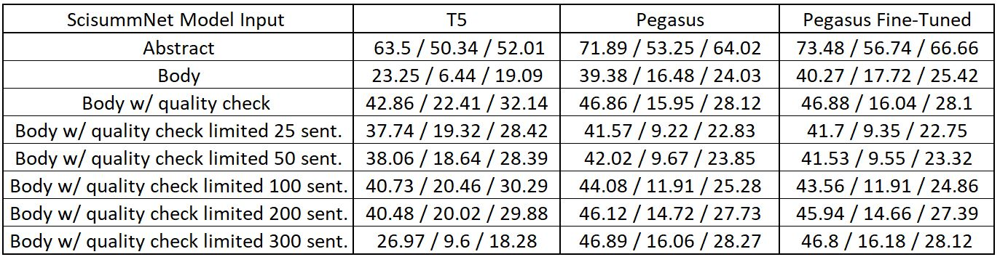 ScisummNet Model Input T5 Pegasus Pegasus Fine-Tuned
Abstract 63.5 / 50.34 / 52.01 71.89 / 53.25 / 64.02 73.48 / 56.74 / 66.66
Body 23.25 / 6.44 / 19.09 39.38 / 16.48 / 24.03 40.27 / 17.72 / 25.42
Body w/ quality check 42.86 / 22.41 / 32.14 46.86 / 15.95 / 28.12 46.88 / 16.04 / 28.1
Body w/ quality check limited 25 sent. 37.74 / 19.32 / 28.42 41.57 / 9.22 / 22.83 41.7 / 9.35 / 22.75
Body w/ quality check limited 50 sent. 38.06 / 18.64 / 28.39 42.02 / 9.67 / 23.85 41.53 / 9.55 / 23.32
Body w/ quality check limited 100 sent. 40.73 / 20.46 / 30.29 44.08 / 11.91 / 25.28 43.56 / 11.91 / 24.86
Body w/ quality check limited 200 sent. 40.48 / 20.02 / 29.88 46.12 / 14.72 / 27.73 45.94 / 14.66 / 27.39
Body w/ quality check limited 300 sent. 26.97 / 9.6 / 18.28 46.89 / 16.06 / 28.27 46.8 / 16.18 / 28.12